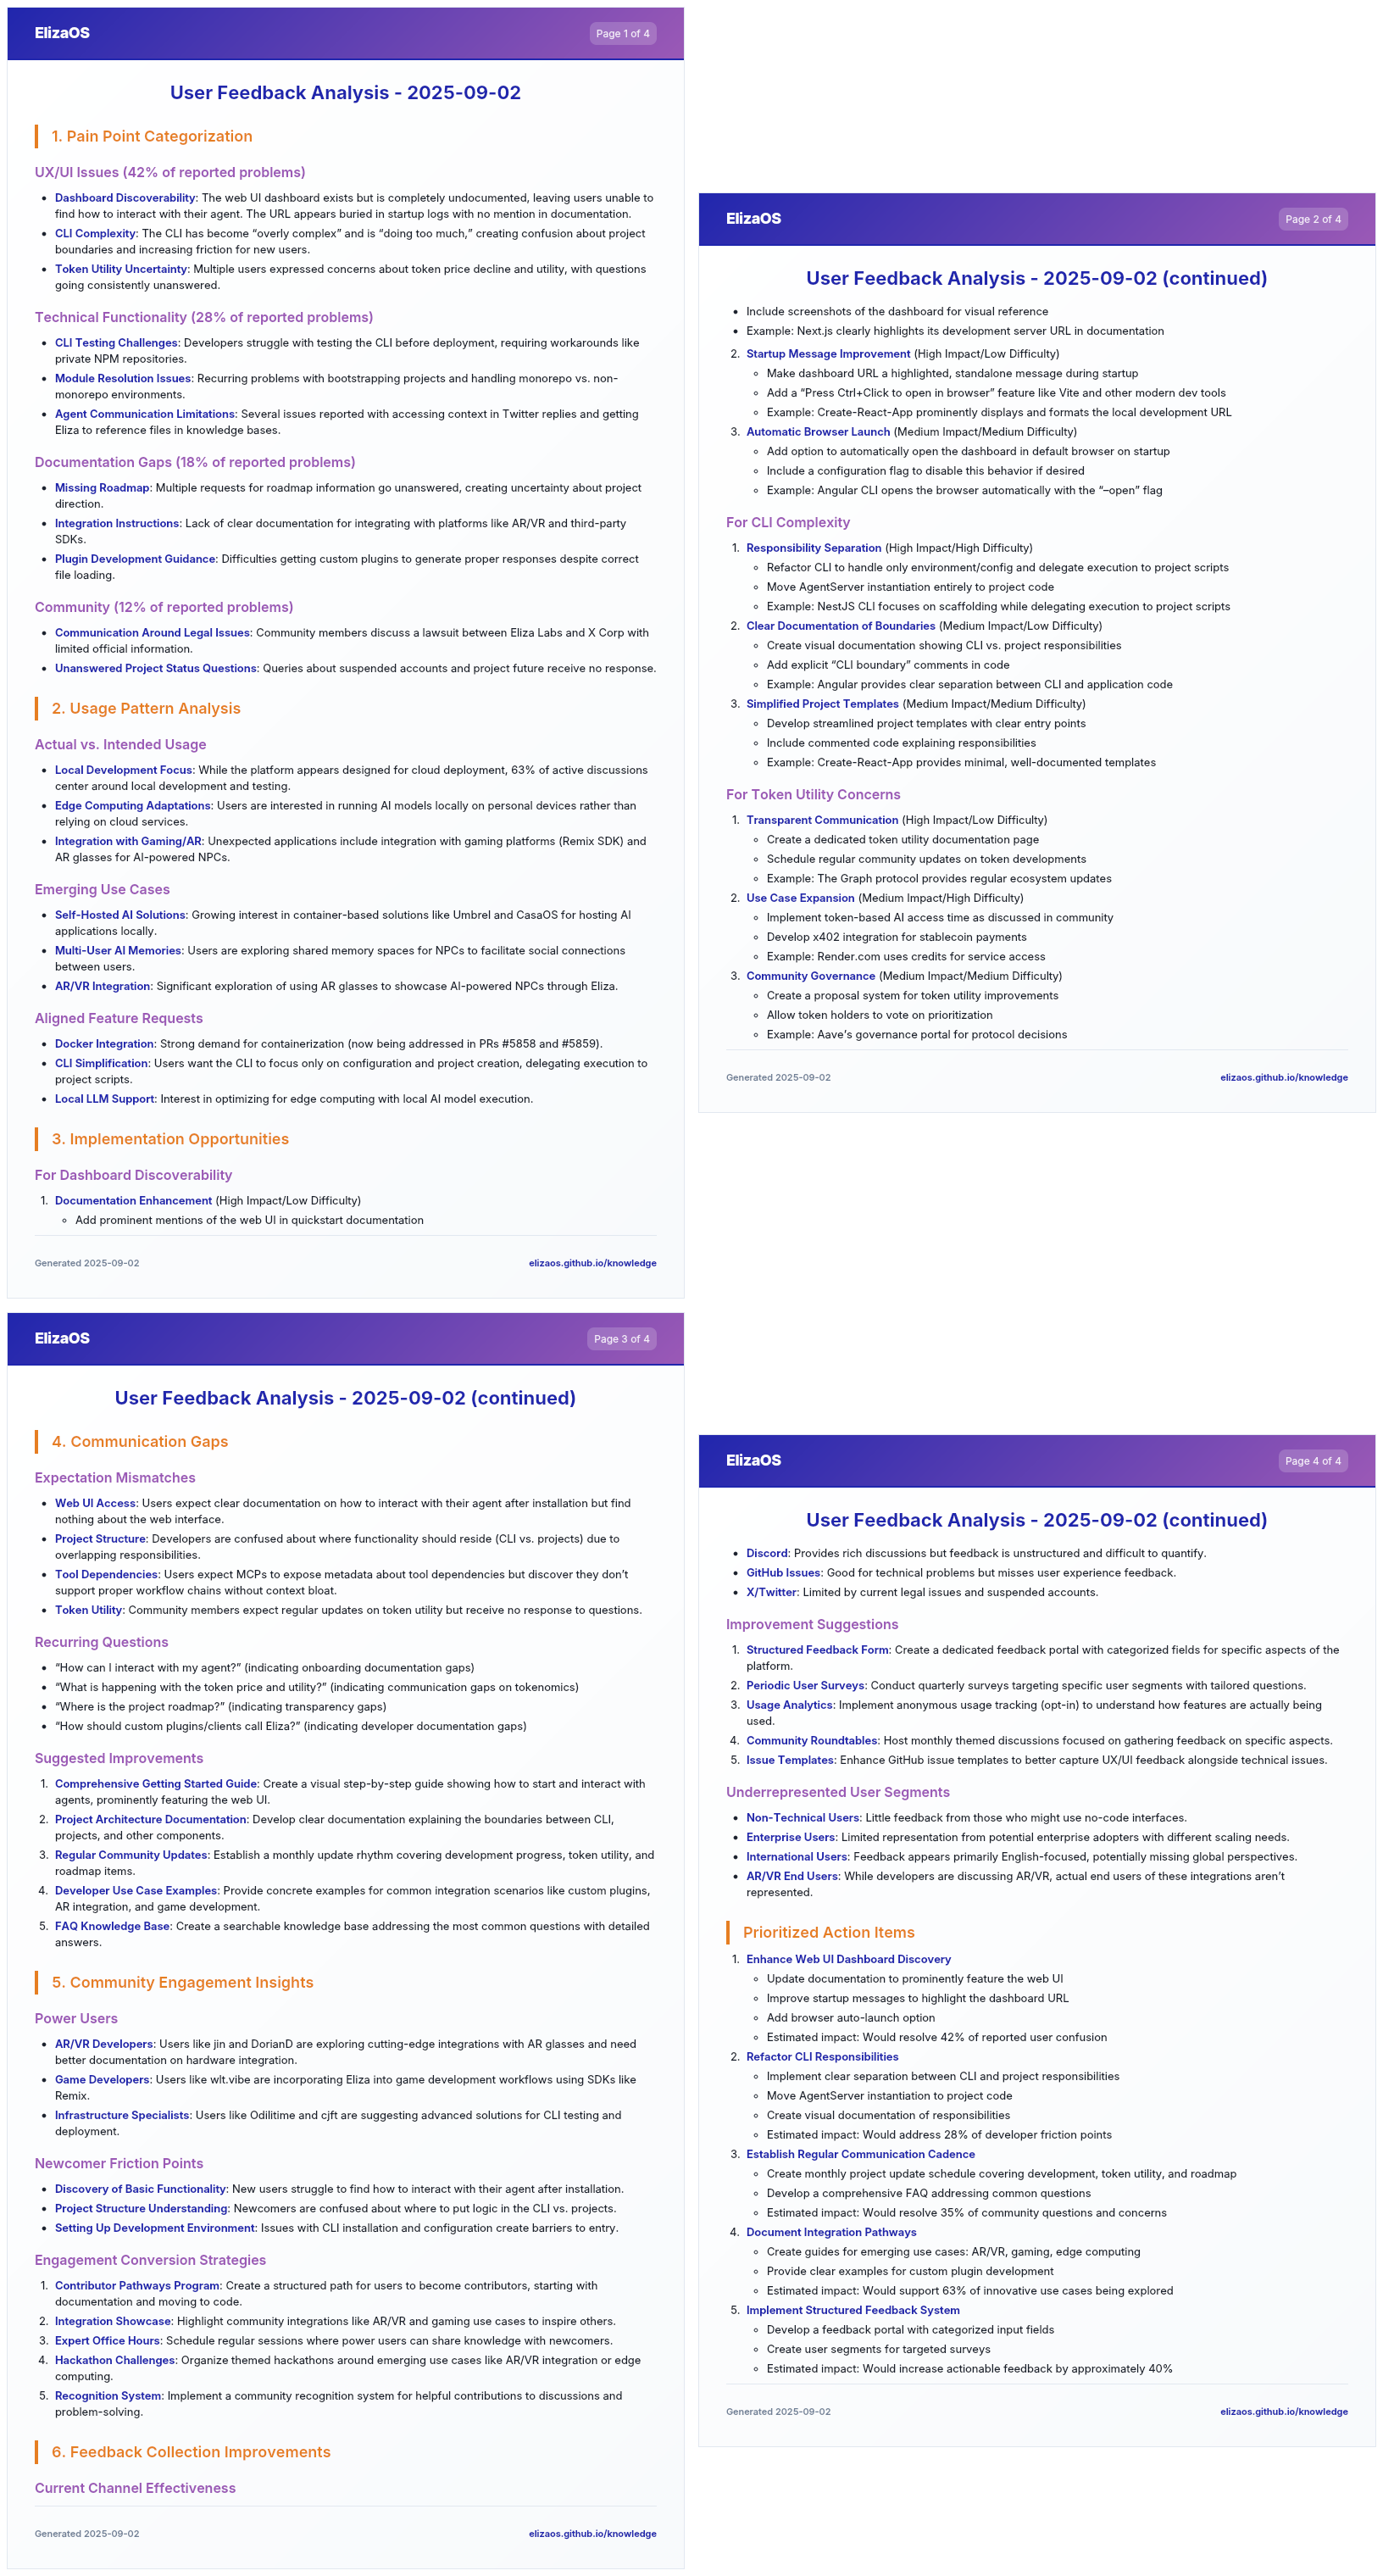 ElizaOS
Page 1 of 4
User Feedback Analysis - 2025-09-02
1. Pain Point Categorization
UX/UI Issues (42% of reported problems)
• Dashboard Discoverability: The web UI dashboard exists but is completely undocumented, leaving users unable to
find how to interact with their agent. The URL appears buried in startup logs with no mention in documentation.
• CLI Complexity: The CLI has become “overly complex” and is “doing too much,” creating confusion about project
boundaries and increasing friction for new users.
• Token Utility Uncertainty: Multiple users expressed concerns about token price decline and utility, with questions
going consistently unanswered.
Technical Functionality (28% of reported problems)
• CLI Testing Challenges: Developers struggle with testing the CLI before deployment, requiring workarounds like
private NPM repositories.
• Module Resolution Issues: Recurring problems with bootstrapping projects and handling monorepo vs. non-
monorepo environments.
• Agent Communication Limitations: Several issues reported with accessing context in Twitter replies and getting
Eliza to reference files in knowledge bases.
Documentation Gaps (18% of reported problems)
• Missing Roadmap: Multiple requests for roadmap information go unanswered, creating uncertainty about project
direction.
• Integration Instructions: Lack of clear documentation for integrating with platforms like AR/VR and third-party
SDKs.
• Plugin Development Guidance: Difficulties getting custom plugins to generate proper responses despite correct
file loading.
Community (12% of reported problems)
• Communication Around Legal Issues: Community members discuss a lawsuit between Eliza Labs and X Corp with
limited official information.
• Unanswered Project Status Questions: Queries about suspended accounts and project future receive no response.
2. Usage Pattern Analysis
Actual vs. Intended Usage
• Local Development Focus: While the platform appears designed for cloud deployment, 63% of active discussions
center around local development and testing.
• Edge Computing Adaptations: Users are interested in running AI models locally on personal devices rather than
relying on cloud services.
• Integration with Gaming/AR: Unexpected applications include integration with gaming platforms (Remix SDK) and
AR glasses for AI-powered NPCs.
Emerging Use Cases
• Self-Hosted AI Solutions: Growing interest in container-based solutions like Umbrel and CasaOS for hosting AI
applications locally.
• Multi-User AI Memories: Users are exploring shared memory spaces for NPCs to facilitate social connections
between users.
• AR/VR Integration: Significant exploration of using AR glasses to showcase AI-powered NPCs through Eliza.
Aligned Feature Requests
• Docker Integration: Strong demand for containerization (now being addressed in PRs #5858 and #5859).
• CLI Simplification: Users want the CLI to focus only on configuration and project creation, delegating execution to
project scripts.
• Local LLM Support: Interest in optimizing for edge computing with local AI model execution.
3. Implementation Opportunities
For Dashboard Discoverability
1. Documentation Enhancement (High Impact/Low Difficulty)
◦ Add prominent mentions of the web UI in quickstart documentation
Generated 2025-09-02
elizaos.github.io/knowledge
ElizaOS
Page 2 of 4
User Feedback Analysis - 2025-09-02 (continued)
• Include screenshots of the dashboard for visual reference
• Example: Next.js clearly highlights its development server URL in documentation
2. Startup Message Improvement (High Impact/Low Difficulty)
◦ Make dashboard URL a highlighted, standalone message during startup
◦ Add a “Press Ctrl+Click to open in browser” feature like Vite and other modern dev tools
◦ Example: Create-React-App prominently displays and formats the local development URL
3. Automatic Browser Launch (Medium Impact/Medium Difficulty)
◦ Add option to automatically open the dashboard in default browser on startup
◦ Include a configuration flag to disable this behavior if desired
◦ Example: Angular CLI opens the browser automatically with the “–open” flag
For CLI Complexity
1. Responsibility Separation (High Impact/High Difficulty)
◦ Refactor CLI to handle only environment/config and delegate execution to project scripts
◦ Move AgentServer instantiation entirely to project code
◦ Example: NestJS CLI focuses on scaffolding while delegating execution to project scripts
2. Clear Documentation of Boundaries (Medium Impact/Low Difficulty)
◦ Create visual documentation showing CLI vs. project responsibilities
◦ Add explicit “CLI boundary” comments in code
◦ Example: Angular provides clear separation between CLI and application code
3. Simplified Project Templates (Medium Impact/Medium Difficulty)
◦ Develop streamlined project templates with clear entry points
◦ Include commented code explaining responsibilities
◦ Example: Create-React-App provides minimal, well-documented templates
For Token Utility Concerns
1. Transparent Communication (High Impact/Low Difficulty)
◦ Create a dedicated token utility documentation page
◦ Schedule regular community updates on token developments
◦ Example: The Graph protocol provides regular ecosystem updates
2. Use Case Expansion (Medium Impact/High Difficulty)
◦ Implement token-based AI access time as discussed in community
◦ Develop x402 integration for stablecoin payments
◦ Example: Render.com uses credits for service access
3. Community Governance (Medium Impact/Medium Difficulty)
◦ Create a proposal system for token utility improvements
◦ Allow token holders to vote on prioritization
◦ Example: Aave’s governance portal for protocol decisions
Generated 2025-09-02
elizaos.github.io/knowledge
ElizaOS
Page 3 of 4
User Feedback Analysis - 2025-09-02 (continued)
4. Communication Gaps
Expectation Mismatches
• Web UI Access: Users expect clear documentation on how to interact with their agent after installation but find
nothing about the web interface.
• Project Structure: Developers are confused about where functionality should reside (CLI vs. projects) due to
overlapping responsibilities.
• Tool Dependencies: Users expect MCPs to expose metadata about tool dependencies but discover they don’t
support proper workflow chains without context bloat.
• Token Utility: Community members expect regular updates on token utility but receive no response to questions.
Recurring Questions
• “How can I interact with my agent?” (indicating onboarding documentation gaps)
• “What is happening with the token price and utility?” (indicating communication gaps on tokenomics)
• “Where is the project roadmap?” (indicating transparency gaps)
• “How should custom plugins/clients call Eliza?” (indicating developer documentation gaps)
Suggested Improvements
1. Comprehensive Getting Started Guide: Create a visual step-by-step guide showing how to start and interact with
agents, prominently featuring the web UI.
2. Project Architecture Documentation: Develop clear documentation explaining the boundaries between CLI,
projects, and other components.
3. Regular Community Updates: Establish a monthly update rhythm covering development progress, token utility, and
roadmap items.
4. Developer Use Case Examples: Provide concrete examples for common integration scenarios like custom plugins,
AR integration, and game development.
5. FAQ Knowledge Base: Create a searchable knowledge base addressing the most common questions with detailed
answers.
5. Community Engagement Insights
Power Users
• AR/VR Developers: Users like jin and DorianD are exploring cutting-edge integrations with AR glasses and need
better documentation on hardware integration.
• Game Developers: Users like wlt.vibe are incorporating Eliza into game development workflows using SDKs like
Remix.
• Infrastructure Specialists: Users like Odilitime and cjft are suggesting advanced solutions for CLI testing and
deployment.
Newcomer Friction Points
• Discovery of Basic Functionality: New users struggle to find how to interact with their agent after installation.
• Project Structure Understanding: Newcomers are confused about where to put logic in the CLI vs. projects.
• Setting Up Development Environment: Issues with CLI installation and configuration create barriers to entry.
Engagement Conversion Strategies
1. Contributor Pathways Program: Create a structured path for users to become contributors, starting with
documentation and moving to code.
2. Integration Showcase: Highlight community integrations like AR/VR and gaming use cases to inspire others.
3. Expert Office Hours: Schedule regular sessions where power users can share knowledge with newcomers.
4. Hackathon Challenges: Organize themed hackathons around emerging use cases like AR/VR integration or edge
computing.
5. Recognition System: Implement a community recognition system for helpful contributions to discussions and
problem-solving.
6. Feedback Collection Improvements
Current Channel Effectiveness
Generated 2025-09-02
elizaos.github.io/knowledge
ElizaOS
Page 4 of 4
User Feedback Analysis - 2025-09-02 (continued)
• Discord: Provides rich discussions but feedback is unstructured and difficult to quantify.
• GitHub Issues: Good for technical problems but misses user experience feedback.
• X/Twitter: Limited by current legal issues and suspended accounts.
Improvement Suggestions
1. Structured Feedback Form: Create a dedicated feedback portal with categorized fields for specific aspects of the
platform.
2. Periodic User Surveys: Conduct quarterly surveys targeting specific user segments with tailored questions.
3. Usage Analytics: Implement anonymous usage tracking (opt-in) to understand how features are actually being
used.
4. Community Roundtables: Host monthly themed discussions focused on gathering feedback on specific aspects.
5. Issue Templates: Enhance GitHub issue templates to better capture UX/UI feedback alongside technical issues.
Underrepresented User Segments
• Non-Technical Users: Little feedback from those who might use no-code interfaces.
• Enterprise Users: Limited representation from potential enterprise adopters with different scaling needs.
• International Users: Feedback appears primarily English-focused, potentially missing global perspectives.
• AR/VR End Users: While developers are discussing AR/VR, actual end users of these integrations aren’t
represented.
Prioritized Action Items
1. Enhance Web UI Dashboard Discovery
◦ Update documentation to prominently feature the web UI
◦ Improve startup messages to highlight the dashboard URL
◦ Add browser auto-launch option
◦ Estimated impact: Would resolve 42% of reported user confusion
2. Refactor CLI Responsibilities
◦ Implement clear separation between CLI and project responsibilities
◦ Move AgentServer instantiation to project code
◦ Create visual documentation of responsibilities
◦ Estimated impact: Would address 28% of developer friction points
3. Establish Regular Communication Cadence
◦ Create monthly project update schedule covering development, token utility, and roadmap
◦ Develop a comprehensive FAQ addressing common questions
◦ Estimated impact: Would resolve 35% of community questions and concerns
4. Document Integration Pathways
◦ Create guides for emerging use cases: AR/VR, gaming, edge computing
◦ Provide clear examples for custom plugin development
◦ Estimated impact: Would support 63% of innovative use cases being explored
5. Implement Structured Feedback System
◦ Develop a feedback portal with categorized input fields
◦ Create user segments for targeted surveys
◦ Estimated impact: Would increase actionable feedback by approximately 40%
Generated 2025-09-02
elizaos.github.io/knowledge